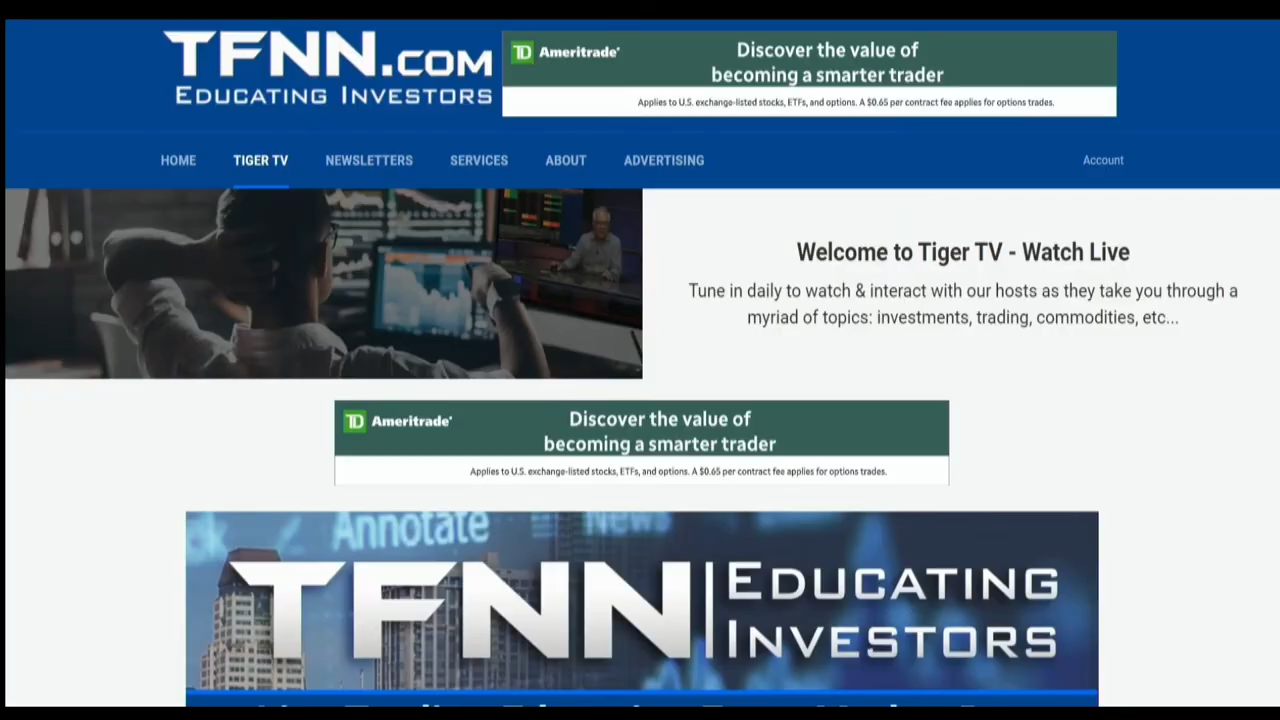 TFNN.COM
EDUCATING INVESTORS
TD Ameritrade
Discover the value of
becoming a smarter trader
Applies to U.S. exchange-listed stocks, ETFs, and options. A $0.65 per contract fee applies for options trades.
HOME TIGER TV NEWSLETTERS SERVICES ABOUT ADVERTISING Account
Welcome to Tiger TV - Watch Live
Tune in daily to watch & interact with our hosts as they take you through a
myriad of topics: investments, trading, commodities, etc...
TD Ameritrade
Discover the value of
becoming a smarter trader
Applies to U.S. exchange-listed stocks, ETFs, and options. A $0.65 per contract fee applies for options trades.
Annotate News
TFNN EDUCATING
INVESTORS